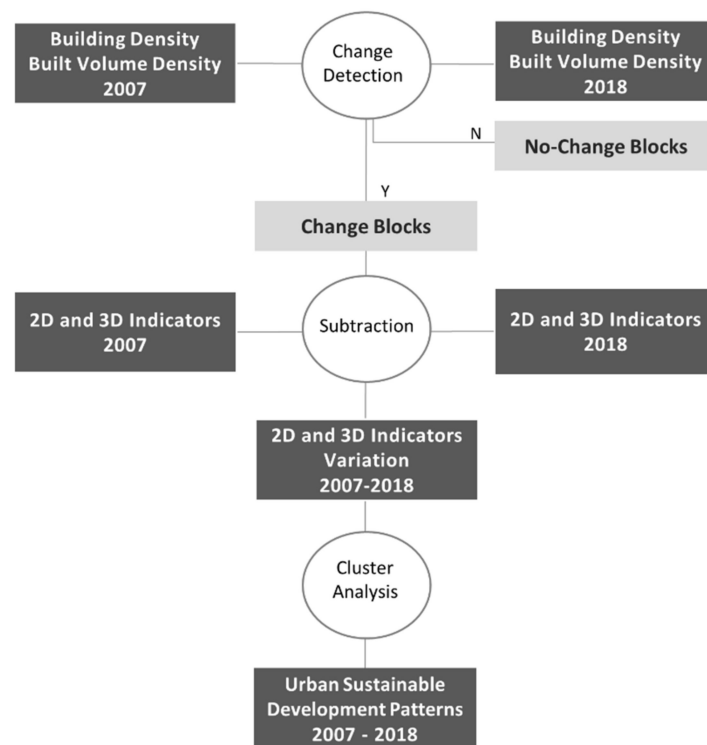 Building Density
Built Volume Density
2007
Change
Detection
Building Density
Built Volume Density
2018
N
No-Change Blocks
Y
Change Blocks
2D and 3D Indicators
2007
Subtraction
2D and 3D Indicators
2018
2D and 3D Indicators
Variation
2007-2018
Cluster
Analysis
Urban Sustainable
Development Patterns
2007 - 2018